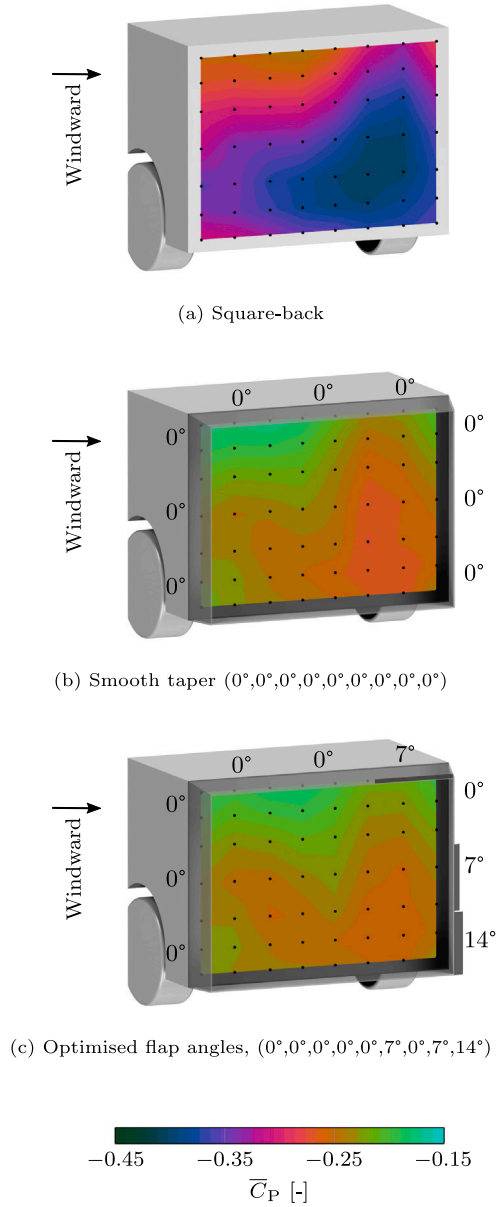 Windward
(a) Square-back
0° 0° 0°
0° 0°
Windward
0° 0°
0° 0°
(b) Smooth taper (0°,0°,0°,0°,0°,0°,0°,0°,0°)
0° 0° 7°
0° 0°
Windward
0° 7°
0° 14°
(c) Optimised flap angles, (0°,0°,0°,0°,0°,7°,0°,7°,14°)
−0.45 −0.35 −0.25 −0.15
C̅P [-]